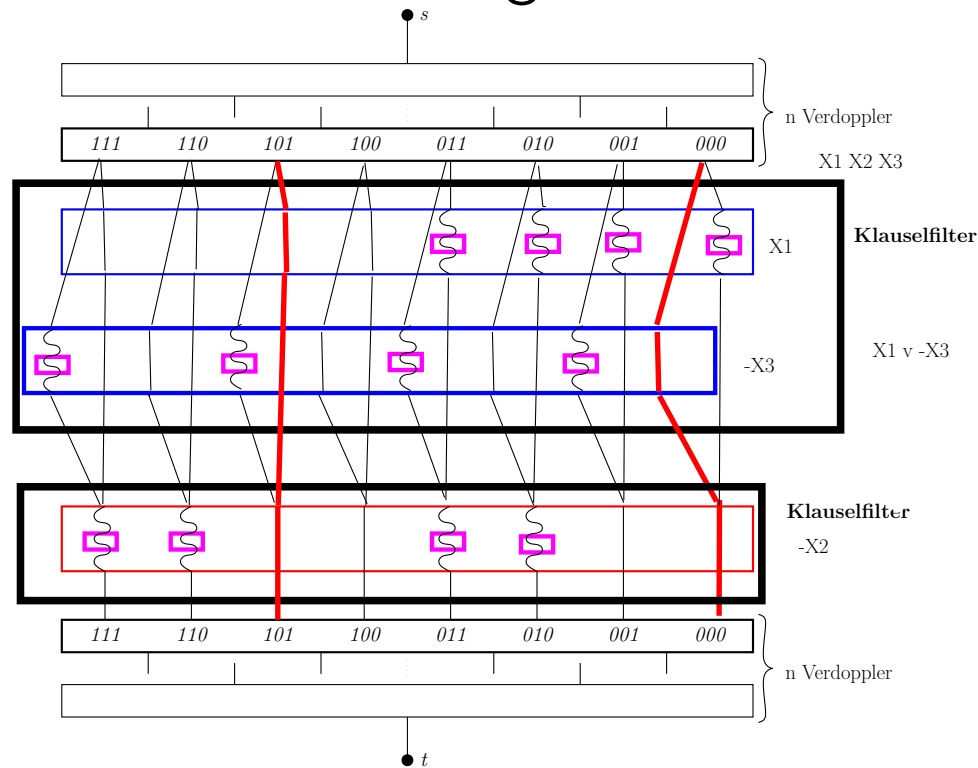 s
n Verdoppler
111 110 101 100 011 010 001 000
X1 X2 X3
Klauselfilter
X1
X1 v -X3
-X3
Klauselfilter
-X2
111 110 101 100 011 010 001 000
n Verdoppler
t